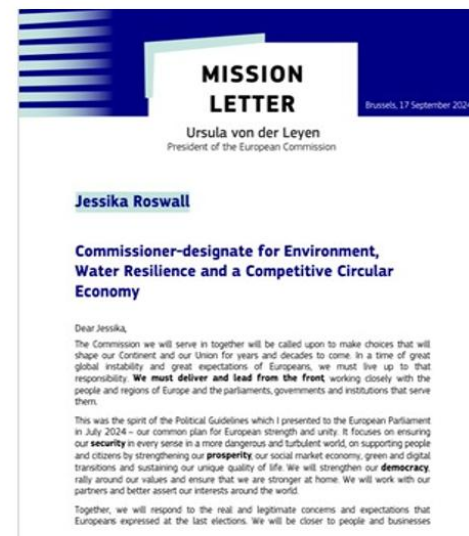 MISSION
LETTER
Brussels, 17 September 2024
Ursula von der Leyen
President of the European Commission
Jessika Roswall
Commissioner-designate for Environment,
Water Resilience and a Competitive Circular
Economy
Dear Jessika,
The Commission we will serve in together will be called upon to make choices that will
shape our Continent and our Union for years and decades to come. In a time of great
global instability and great expectations of Europeans, we must live up to that
responsibility. We must deliver and lead from the front, working closely with the
people and regions of Europe and the parliaments, governments and institutions that serve
them.
This was the spirit of the Political Guidelines which I presented to the European Parliament
in July 2024 – our common plan for European strength and unity. It focuses on ensuring
our security in every sense in a more dangerous and turbulent world, on supporting people
and citizens by strengthening our prosperity, our social market economy, green and digital
transitions and sustaining our unique quality of life. We will strengthen our democracy,
rally around our values and ensure that we are stronger at home. We will work with our
partners and better assert our interests around the world.
Together, we will respond to the real and legitimate concerns and expectations that
Europeans expressed at the last elections. We will be closer to people and businesses